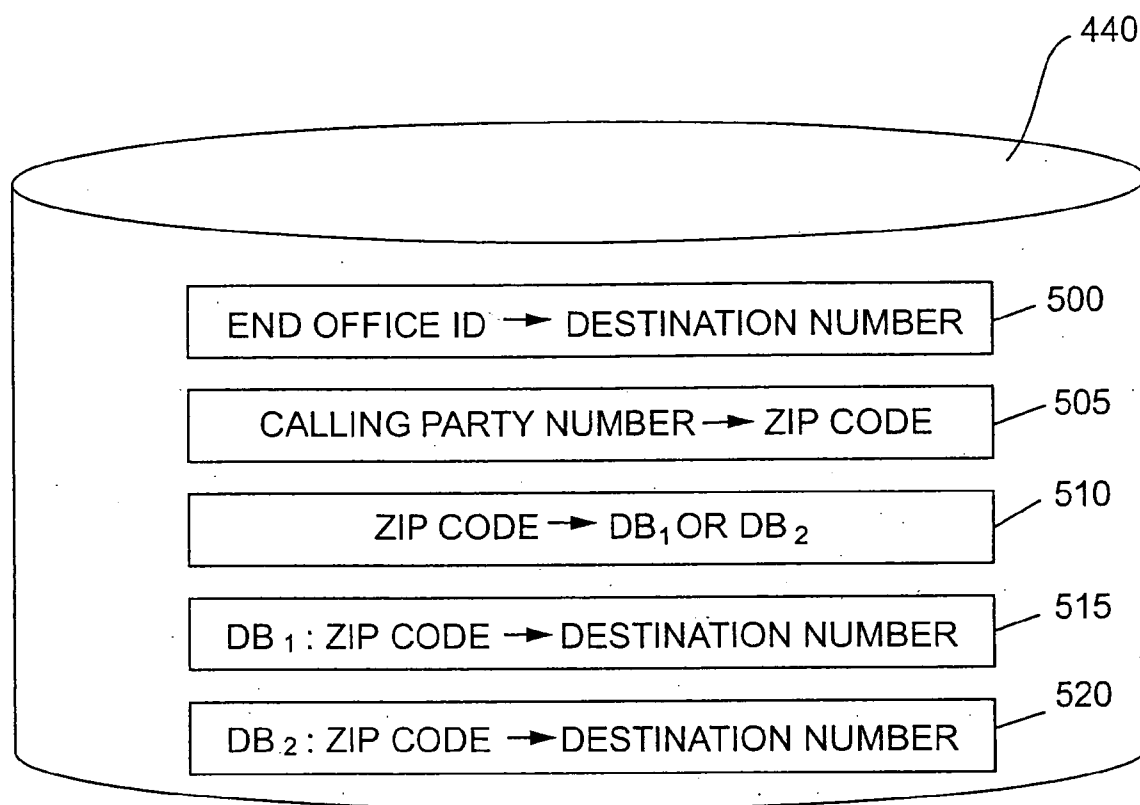 440
END OFFICE ID → DESTINATION NUMBER
500
CALLING PARTY NUMBER → ZIP CODE
505
ZIP CODE → DB₁ OR DB₂
510
DB₁ : ZIP CODE → DESTINATION NUMBER
515
DB₂ : ZIP CODE → DESTINATION NUMBER
520